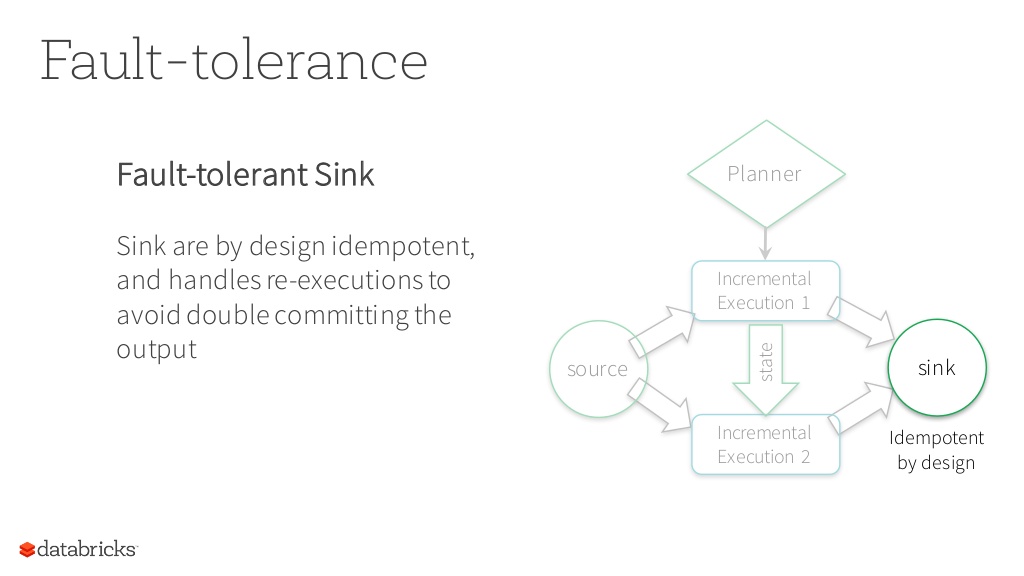 Fault-tolerance
Fault-tolerant Sink
Sink are by design idempotent,
and handles re-executions to
avoid double committing the
output
Planner
Incremental
Execution 1
source
state
sink
Incremental
Execution 2
Idempotent
by design
databricks